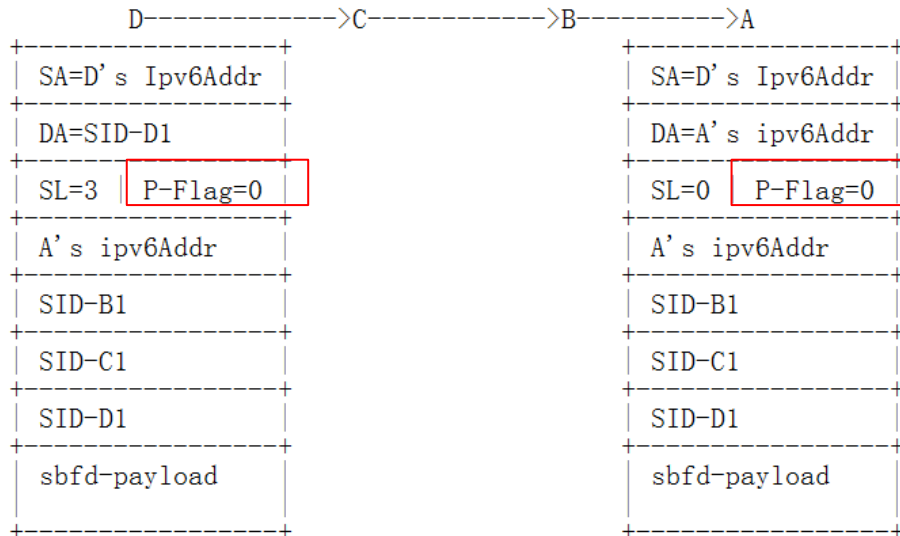 D------------->C------------>B---------->A
+------------------+ +------------------+
| SA=D's Ipv6Addr | | SA=D's Ipv6Addr |
+------------------+ +------------------+
| DA=SID-D1 | | DA=A's ipv6Addr |
+------------------+ +------------------+
| SL=3 | P-Flag=0 | | SL=0 | P-Flag=0 |
+------------------+ +------------------+
| A's ipv6Addr | | A's ipv6Addr |
+------------------+ +------------------+
| SID-B1 | | SID-B1 |
+------------------+ +------------------+
| SID-C1 | | SID-C1 |
+------------------+ +------------------+
| SID-D1 | | SID-D1 |
+------------------+ +------------------+
| sbfd-payload | | sbfd-payload |
+------------------+ +------------------+